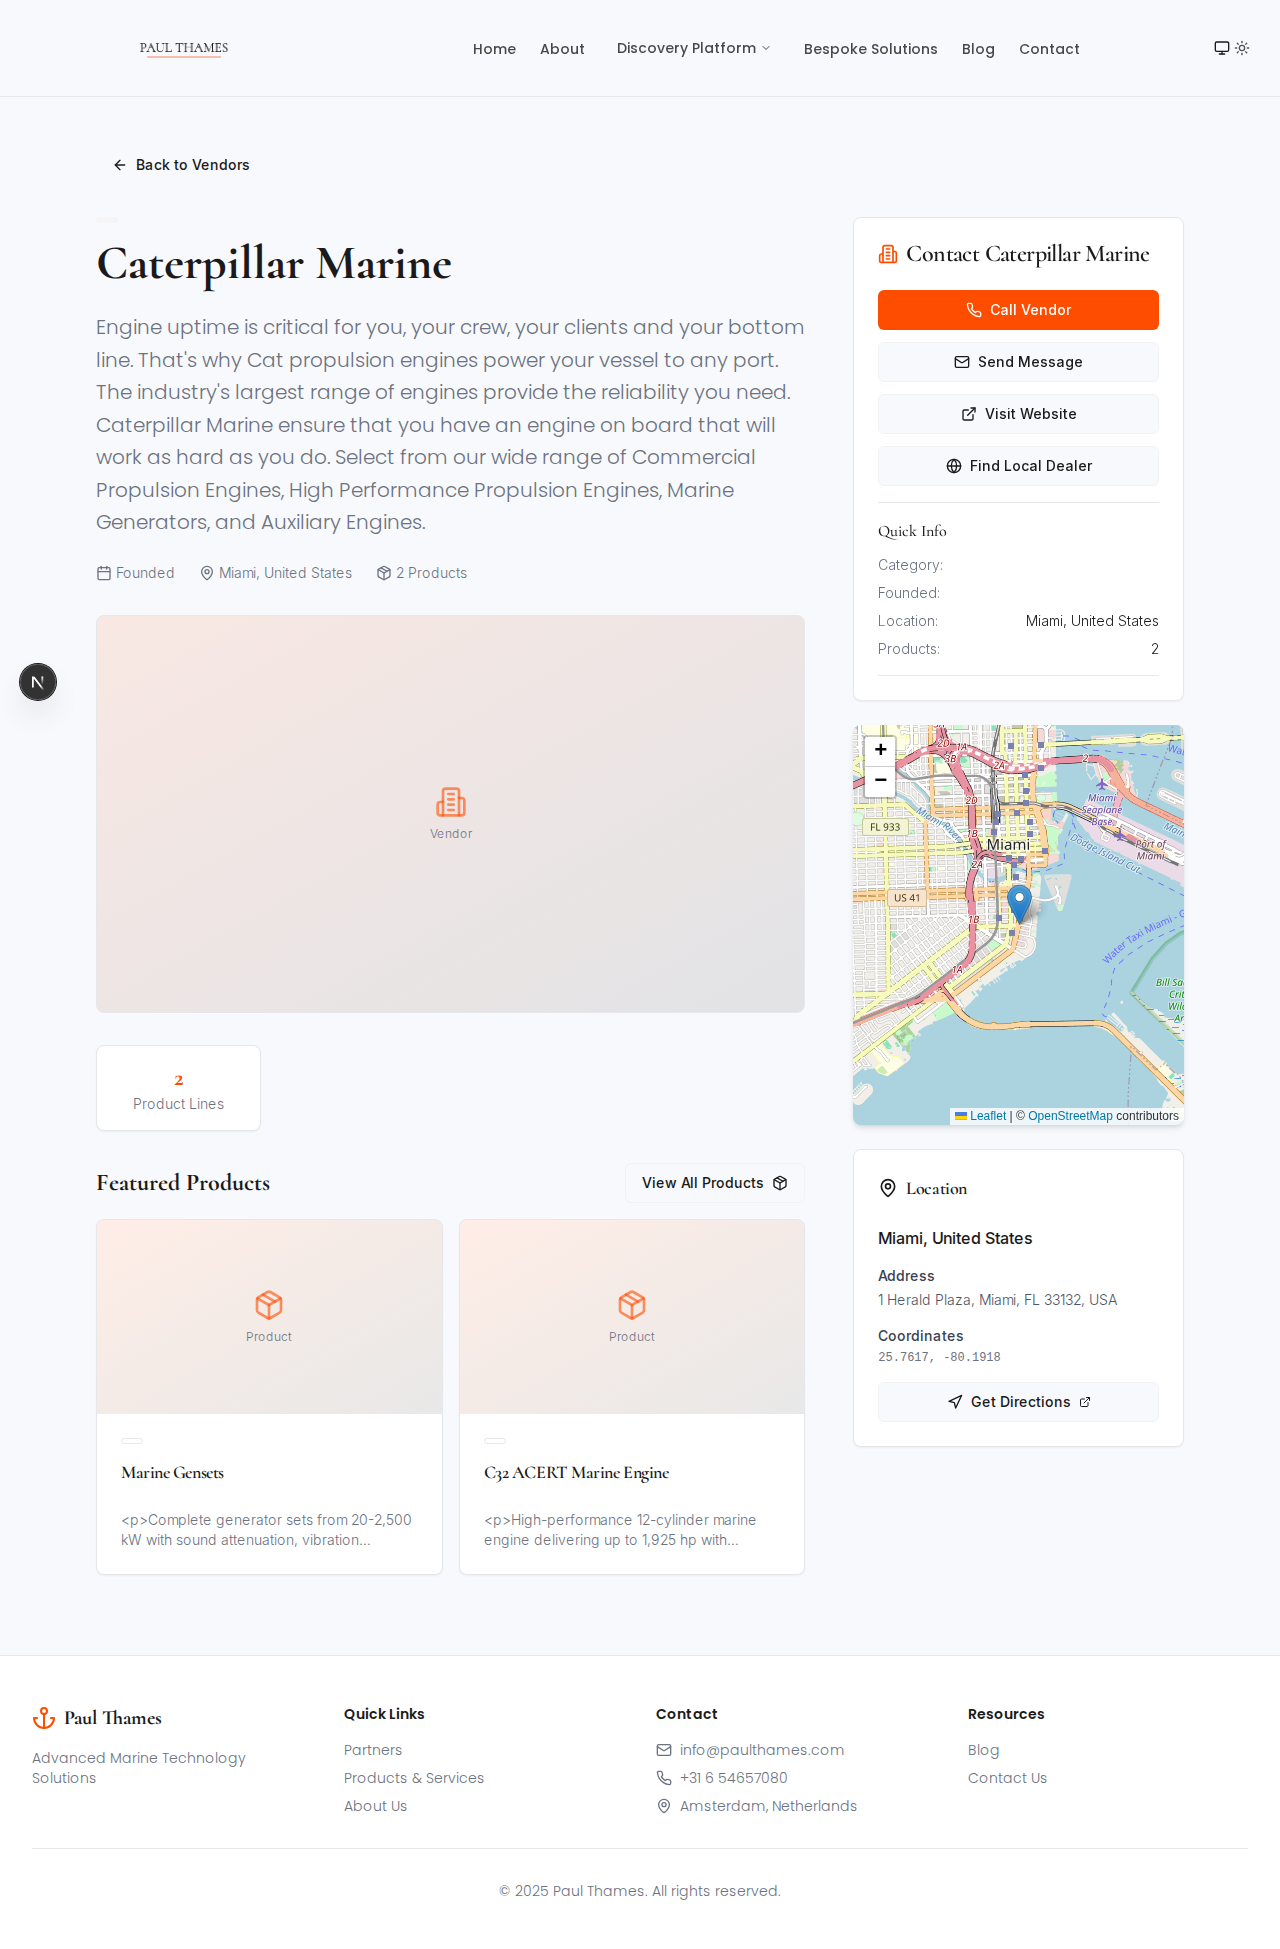 PAUL THAMES
Home
About
Discovery Platform
Bespoke Solutions
Blog
Contact
Back to Vendors
Caterpillar Marine
Engine uptime is critical for you, your crew, your clients and your bottom
line. That's why Cat propulsion engines power your vessel to any port.
The industry's largest range of engines provide the reliability you need.
Caterpillar Marine ensure that you have an engine on board that will
work as hard as you do. Select from our wide range of Commercial
Propulsion Engines, High Performance Propulsion Engines, Marine
Generators, and Auxiliary Engines.
Founded
Miami, United States
2 Products
Vendor
2
Product Lines
Featured Products
View All Products
Product
Marine Gensets
<p>Complete generator sets from 20-2,500
kW with sound attenuation, vibration...
Product
C32 ACERT Marine Engine
<p>High-performance 12-cylinder marine
engine delivering up to 1,925 hp with...
Contact Caterpillar Marine
Call Vendor
Send Message
Visit Website
Find Local Dealer
Quick Info
Category:
Founded:
Location: Miami, United States
Products: 2
+
−
2D
1A
3B
2A
2
2D
FL 933
Miami River
1B
Miami
2A
Miami
Seaplane
Base
Port of
Miami
Dodge Island Cut
US 41
1B
1A
Water Taxi Miami - 
Leaflet | © OpenStreetMap contributors
Location
Miami, United States
Address
1 Herald Plaza, Miami, FL 33132, USA
Coordinates
25.7617, -80.1918
Get Directions
N
Paul Thames
Advanced Marine Technology
Solutions
Quick Links
Partners
Products & Services
About Us
Contact
info@paulthames.com
+31 6 54657080
Amsterdam, Netherlands
Resources
Blog
Contact Us
© 2025 Paul Thames. All rights reserved.